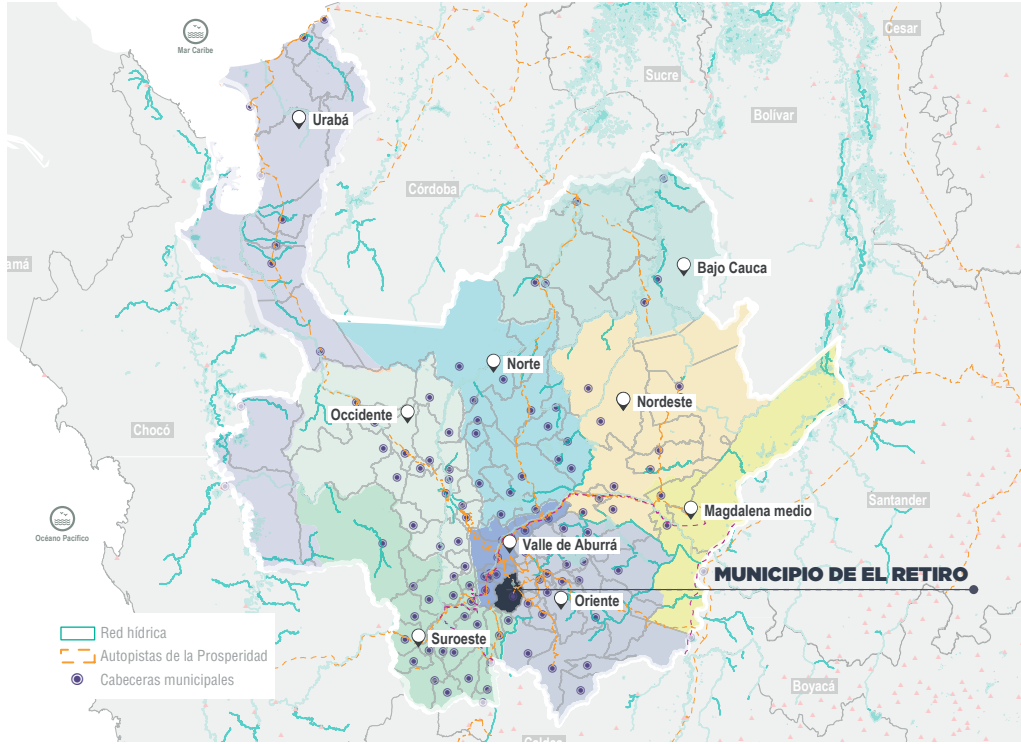 Mar Caribe
Cesar
Sucre
Bolívar
Urabá
Córdoba
amá
Bajo Cauca
Norte
Nordeste
Occidente
Chocó
Santander
Magdalena medio
Océano Pacífico
Valle de Aburrá
MUNICIPIO DE EL RETIRO
Oriente
Suroeste
Red hídrica
Autopistas de la Prosperidad
Cabeceras municipales
Boyacá